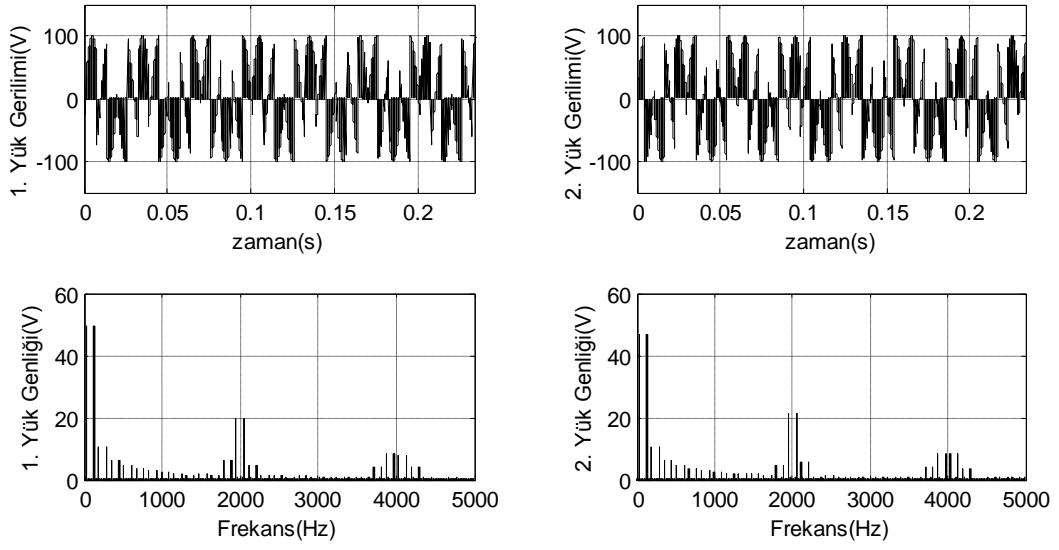 1. Yük Gerilimi(V)
100
0
-100
0 0.05 0.1 0.15 0.2
zaman(s)
2. Yük Gerilimi(V)
100
0
-100
0 0.05 0.1 0.15 0.2
zaman(s)
1. Yük Genliği(V)
60
40
20
0
0 1000 2000 3000 4000 5000
Frekans(Hz)
2. Yük Genliği(V)
60
40
20
0
0 1000 2000 3000 4000 5000
Frekans(Hz)